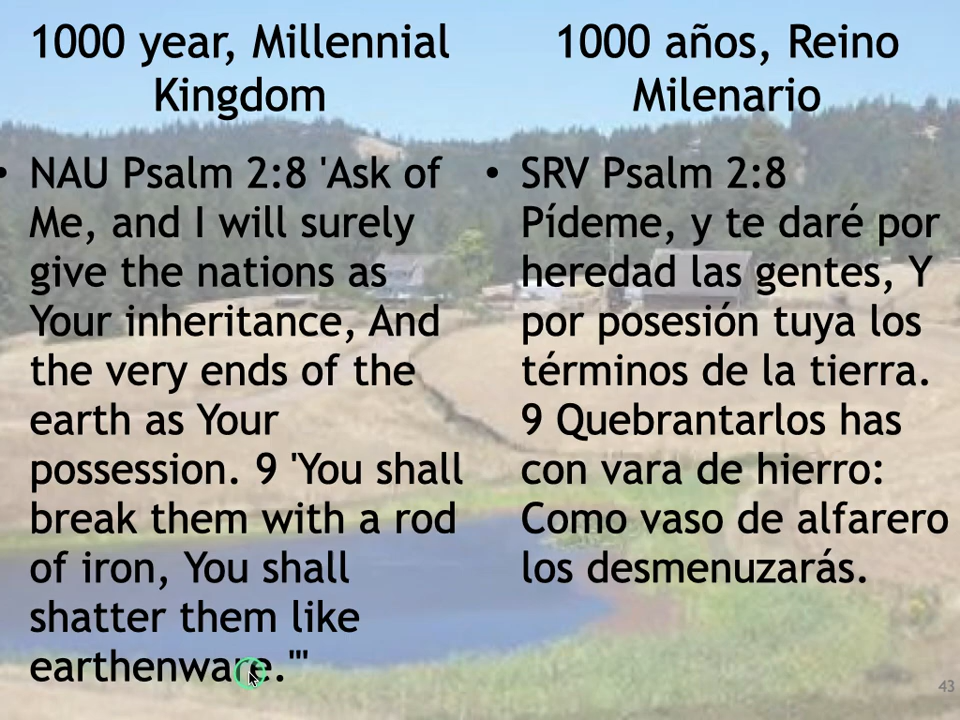 1000 year, Millennial
Kingdom
• NAU Psalm 2:8 'Ask of
Me, and I will surely
give the nations as
Your inheritance, And
the very ends of the
earth as Your
possession. 9 'You shall
break them with a rod
of iron, You shall
shatter them like
earthenware.'"
1000 años, Reino
Milenario
• SRV Psalm 2:8
Pídeme, y te daré por
heredad las gentes, Y
por posesión tuya los
términos de la tierra.
9 Quebrantarlos has
con vara de hierro:
Como vaso de alfarero
los desmenuzarás.
43